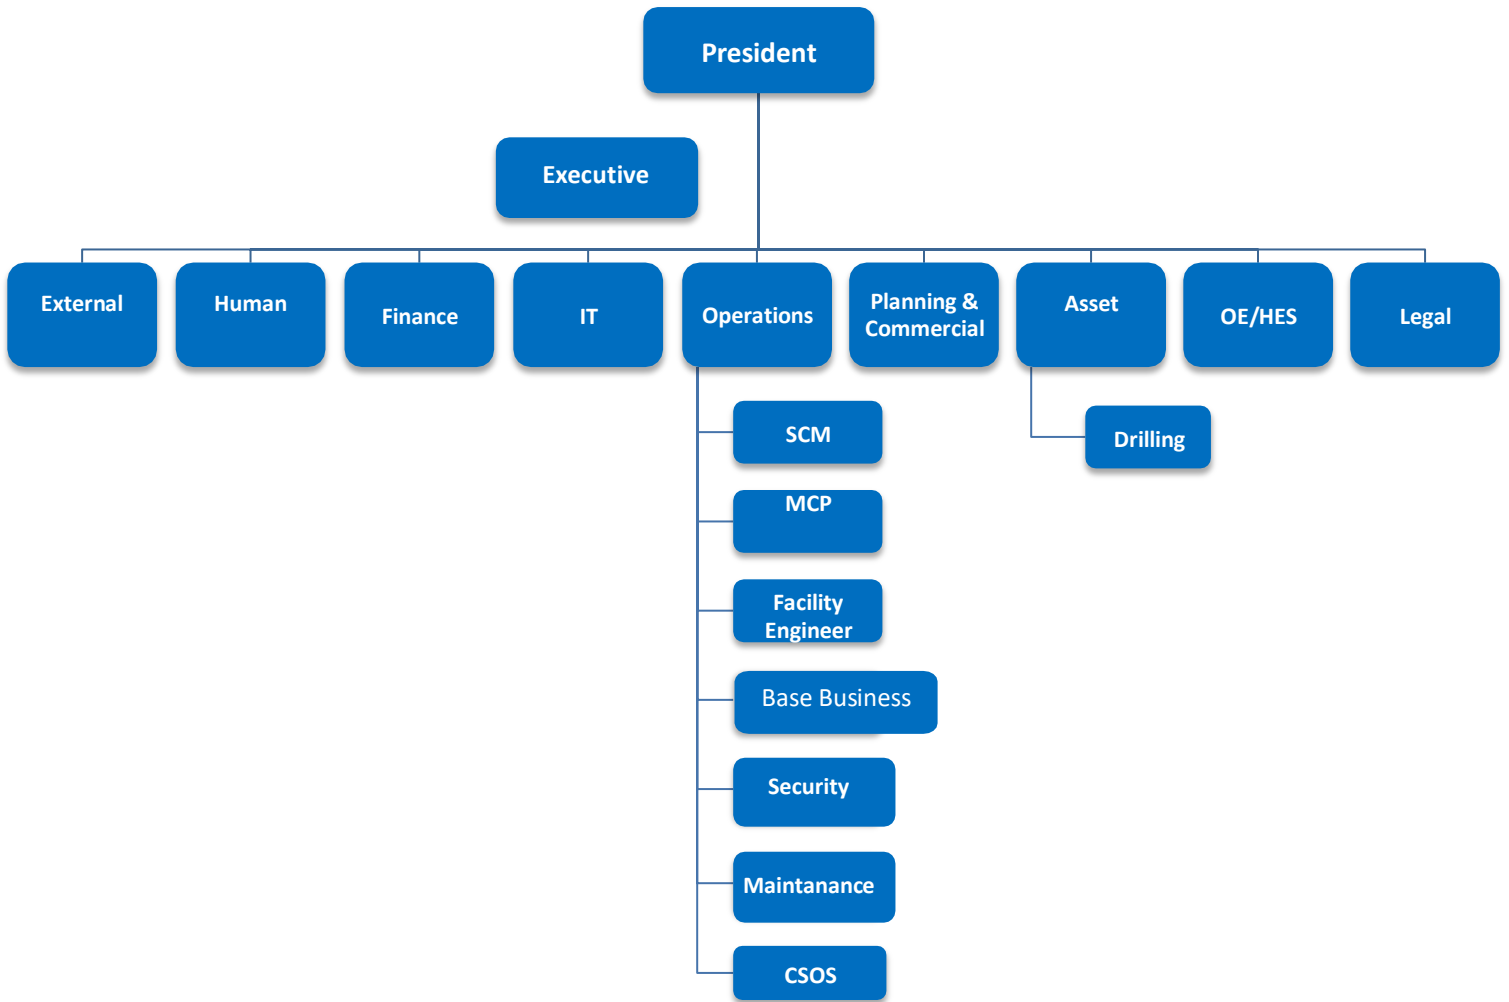 President
Executive
External
Human
Finance
IT
Operations
Planning &
Commercial
Asset
OE/HES
Legal
SCM
Drilling
MCP
Facility
Engineer
Base Business
Security
Maintanance
CSOS